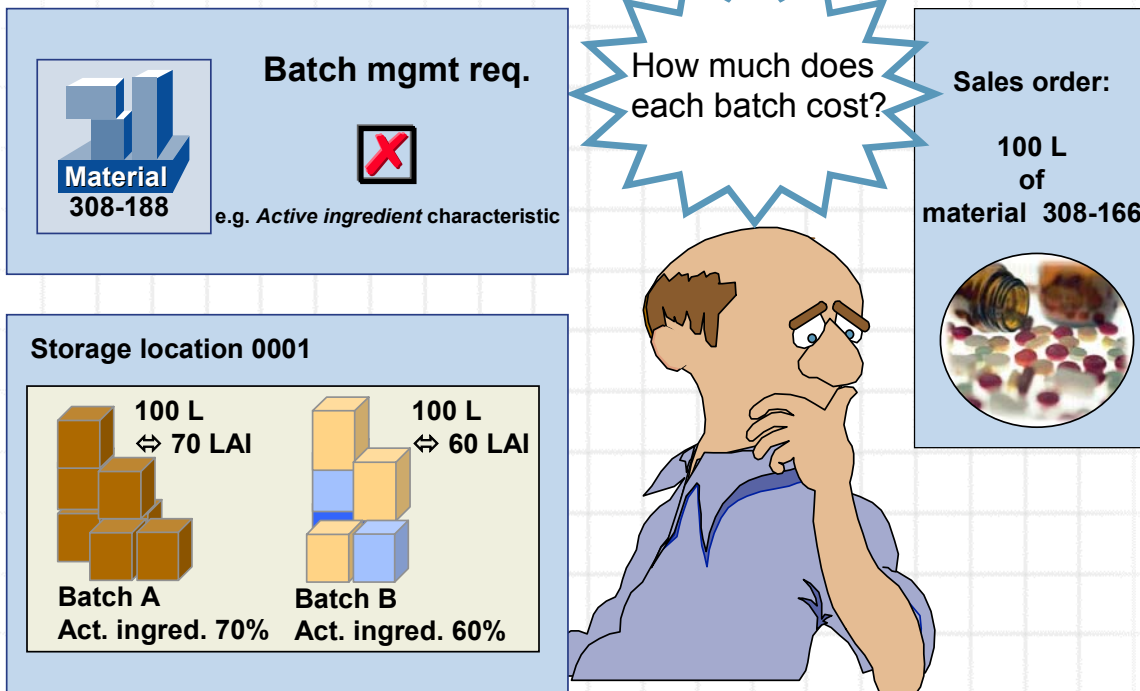 Batch mgmt req.
Material
308-188
e.g. Active ingredient characteristic
How much does
each batch cost?
Sales order:
100 L
of
material 308-166
Storage location 0001
100 L
⇔ 70 LAI
Batch A
Act. ingred. 70%
100 L
⇔ 60 LAI
Batch B
Act. ingred. 60%